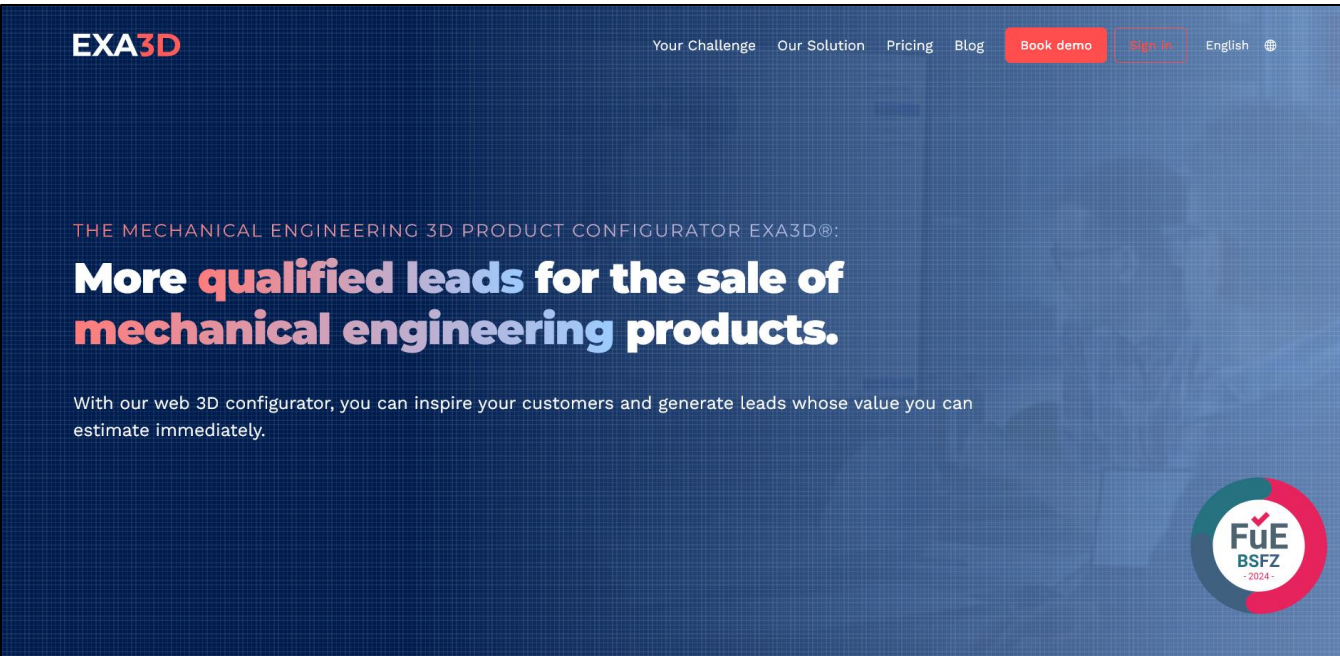 EXA3D
Your Challenge Our Solution Pricing Blog Book demo Sign in English
THE MECHANICAL ENGINEERING 3D PRODUCT CONFIGURATOR EXA3D®:
More qualified leads for the sale of
mechanical engineering products.
With our web 3D configurator, you can inspire your customers and generate leads whose value you can
estimate immediately.
FuE
BSFZ
- 2024 -